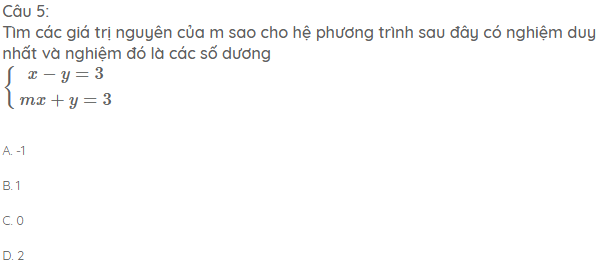 Câu 5:
Tìm các giá trị nguyên của m sao cho hệ phương trình sau đây có nghiệm duy
nhất và nghiệm đó là các số dương
{ x − y = 3
mx + y = 3
A. -1
B. 1
C. 0
D. 2